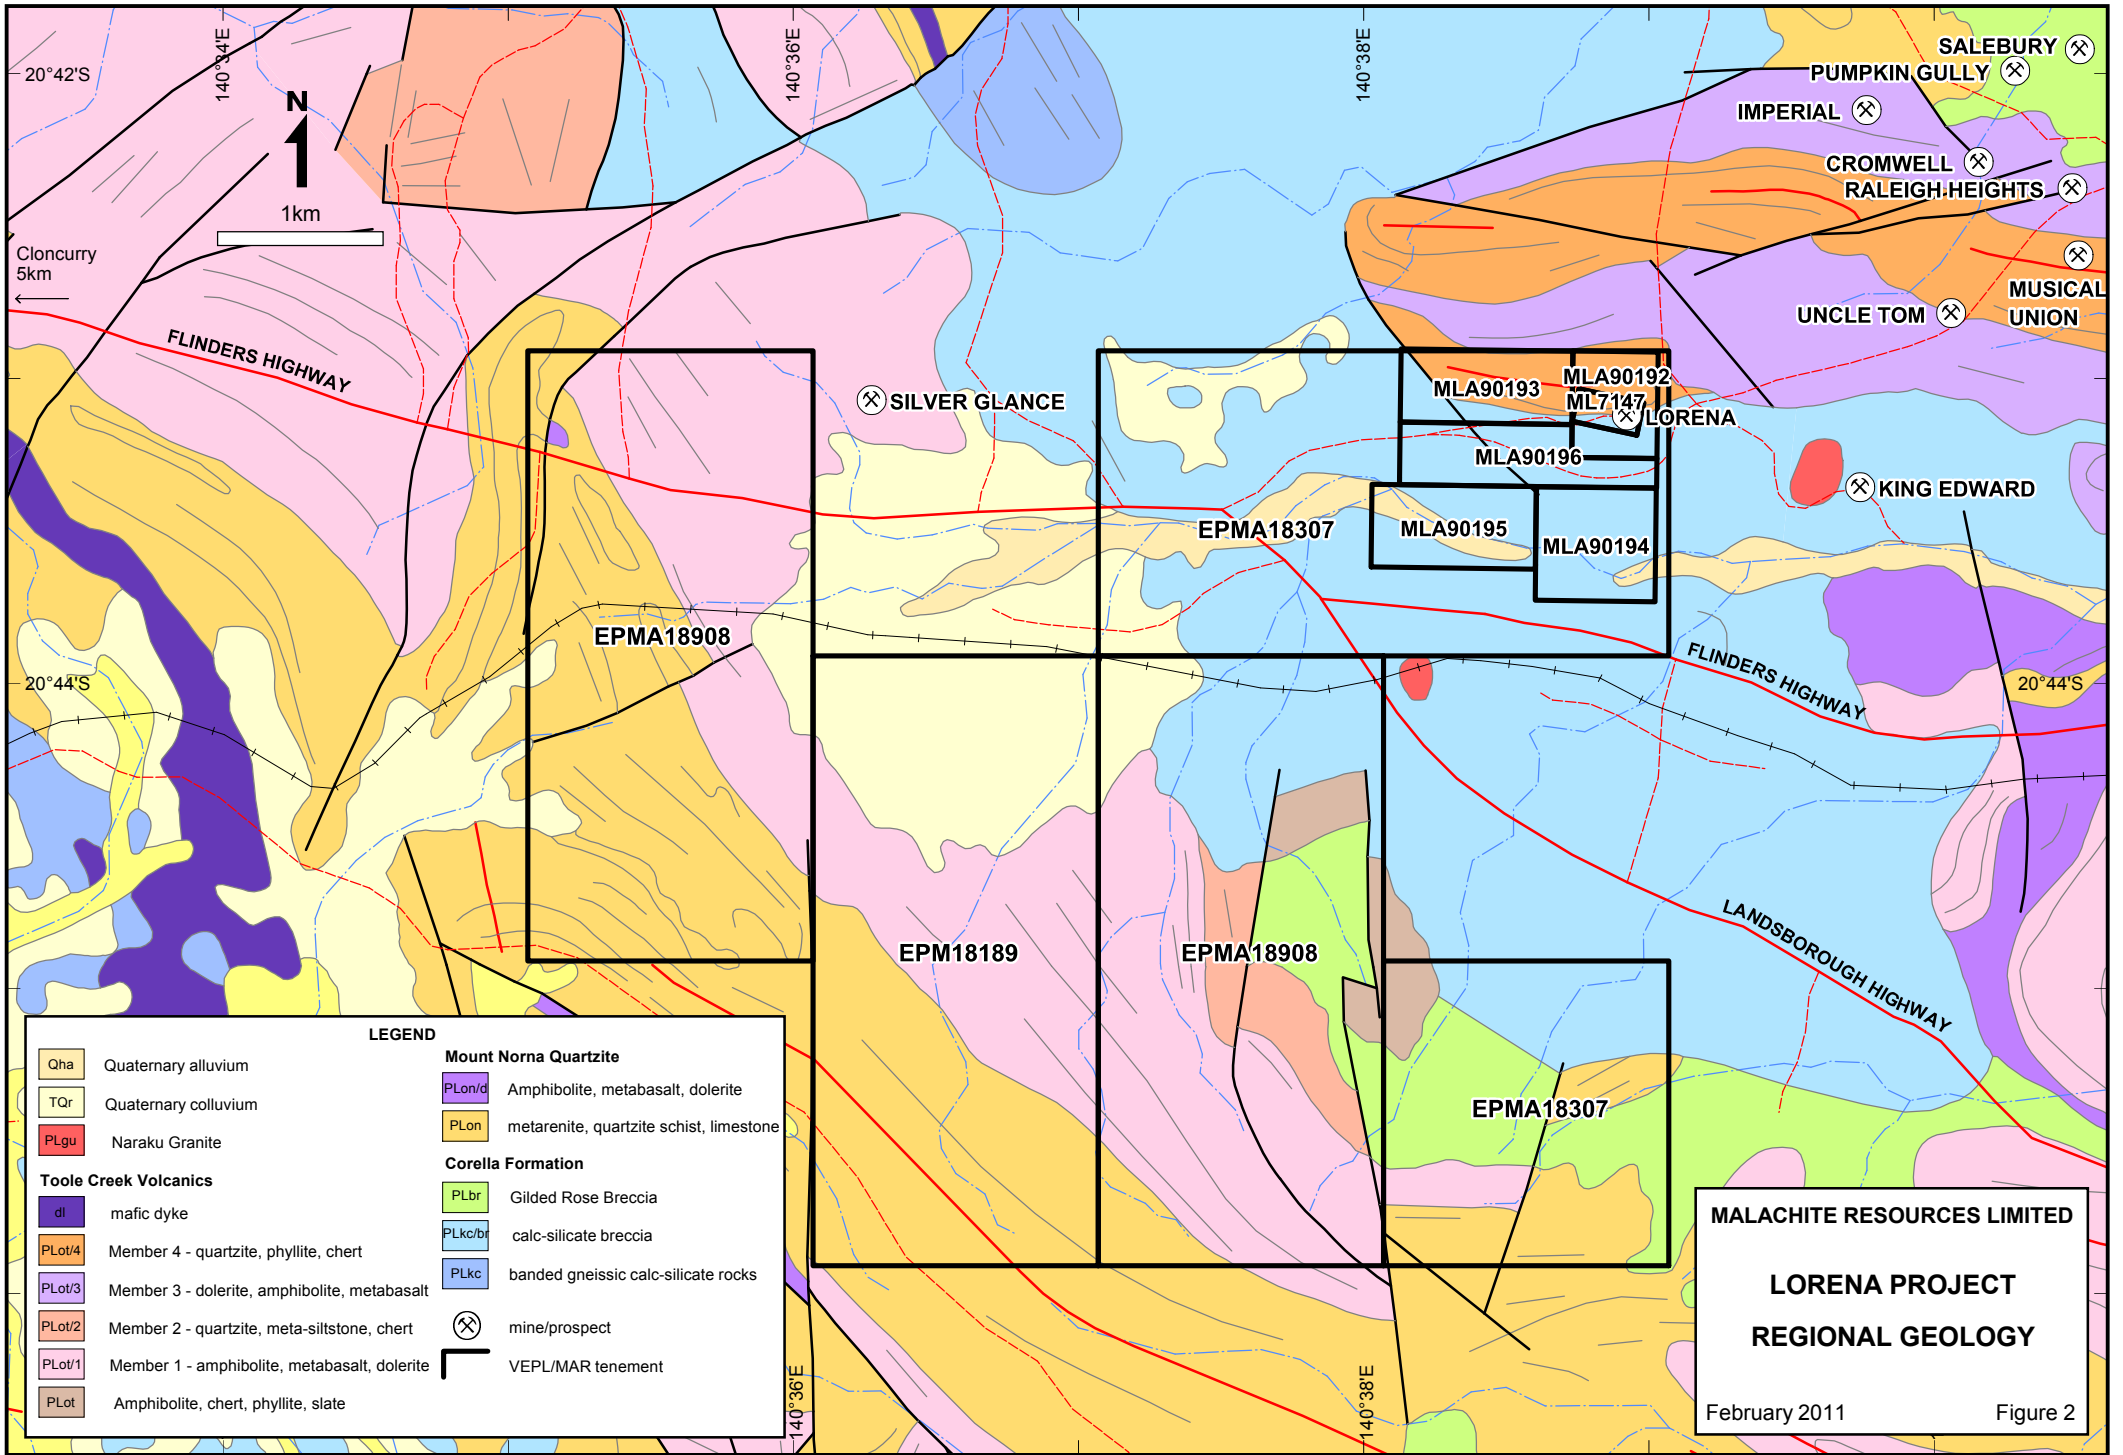 140°34'E
140°36'E
140°38'E
20°42'S
N
1km
Cloncurry
5km
SALEBURY
PUMPKIN GULLY
IMPERIAL
CROMWELL
RALEIGH HEIGHTS
MUSICAL
UNION
UNCLE TOM
FLINDERS HIGHWAY
SILVER GLANCE
MLA90193
MLA90192
ML7147
LORENA
MLA90196
KING EDWARD
EPMA18307
MLA90195
MLA90194
EPMA18908
FLINDERS HIGHWAY
20°44'S
20°44'S
EPM18189
EPMA18908
LANDSBOROUGH HIGHWAY
EPMA18307
LEGEND
Qha Quaternary alluvium
TQr Quaternary colluvium
PLgu Naraku Granite
Toole Creek Volcanics
dl mafic dyke
PLot/4 Member 4 - quartzite, phyllite, chert
PLot/3 Member 3 - dolerite, amphibolite, metabasalt
PLot/2 Member 2 - quartzite, meta-siltstone, chert
PLot/1 Member 1 - amphibolite, metabasalt, dolerite
PLot Amphibolite, chert, phyllite, slate
Mount Norna Quartzite
PLon/d Amphibolite, metabasalt, dolerite
PLon metarenite, quartzite schist, limestone
Corella Formation
PLbr Gilded Rose Breccia
PLkc/br calc-silicate breccia
PLkc banded gneissic calc-silicate rocks
mine/prospect
VEPL/MAR tenement
140°36'E
140°38'E
MALACHITE RESOURCES LIMITED
LORENA PROJECT
REGIONAL GEOLOGY
February 2011 Figure 2